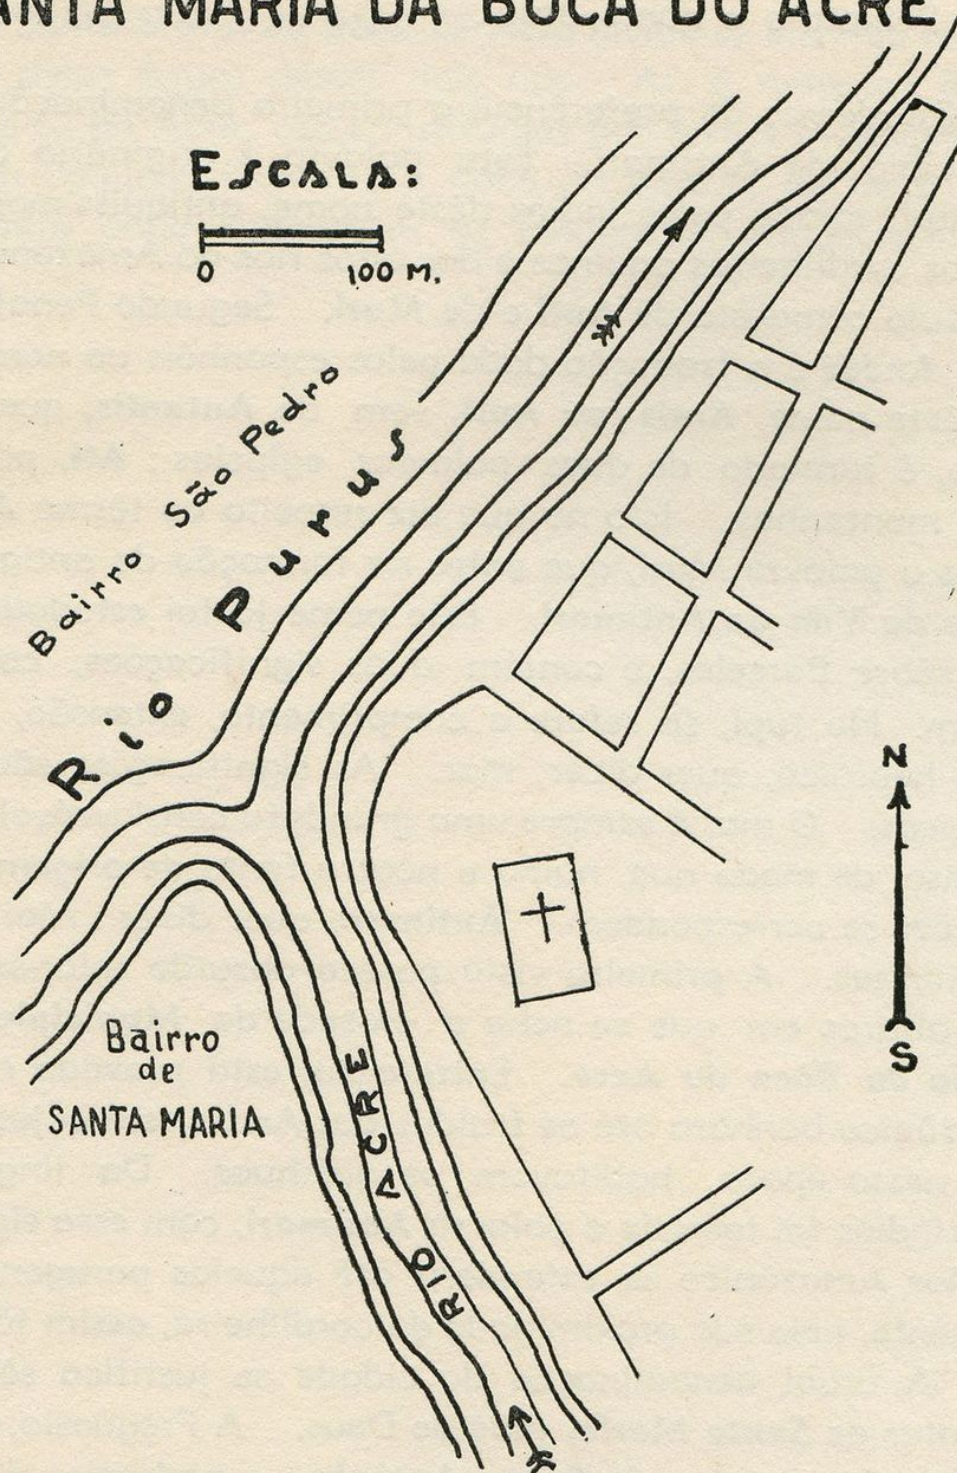 ANTA MARIA DA BOCA DO ACRE
ESCALA:
0 100 M.
Bairro São Pedro
Rio Purus
N
S
Bairro
de
SANTA MARIA
RIO ACRE